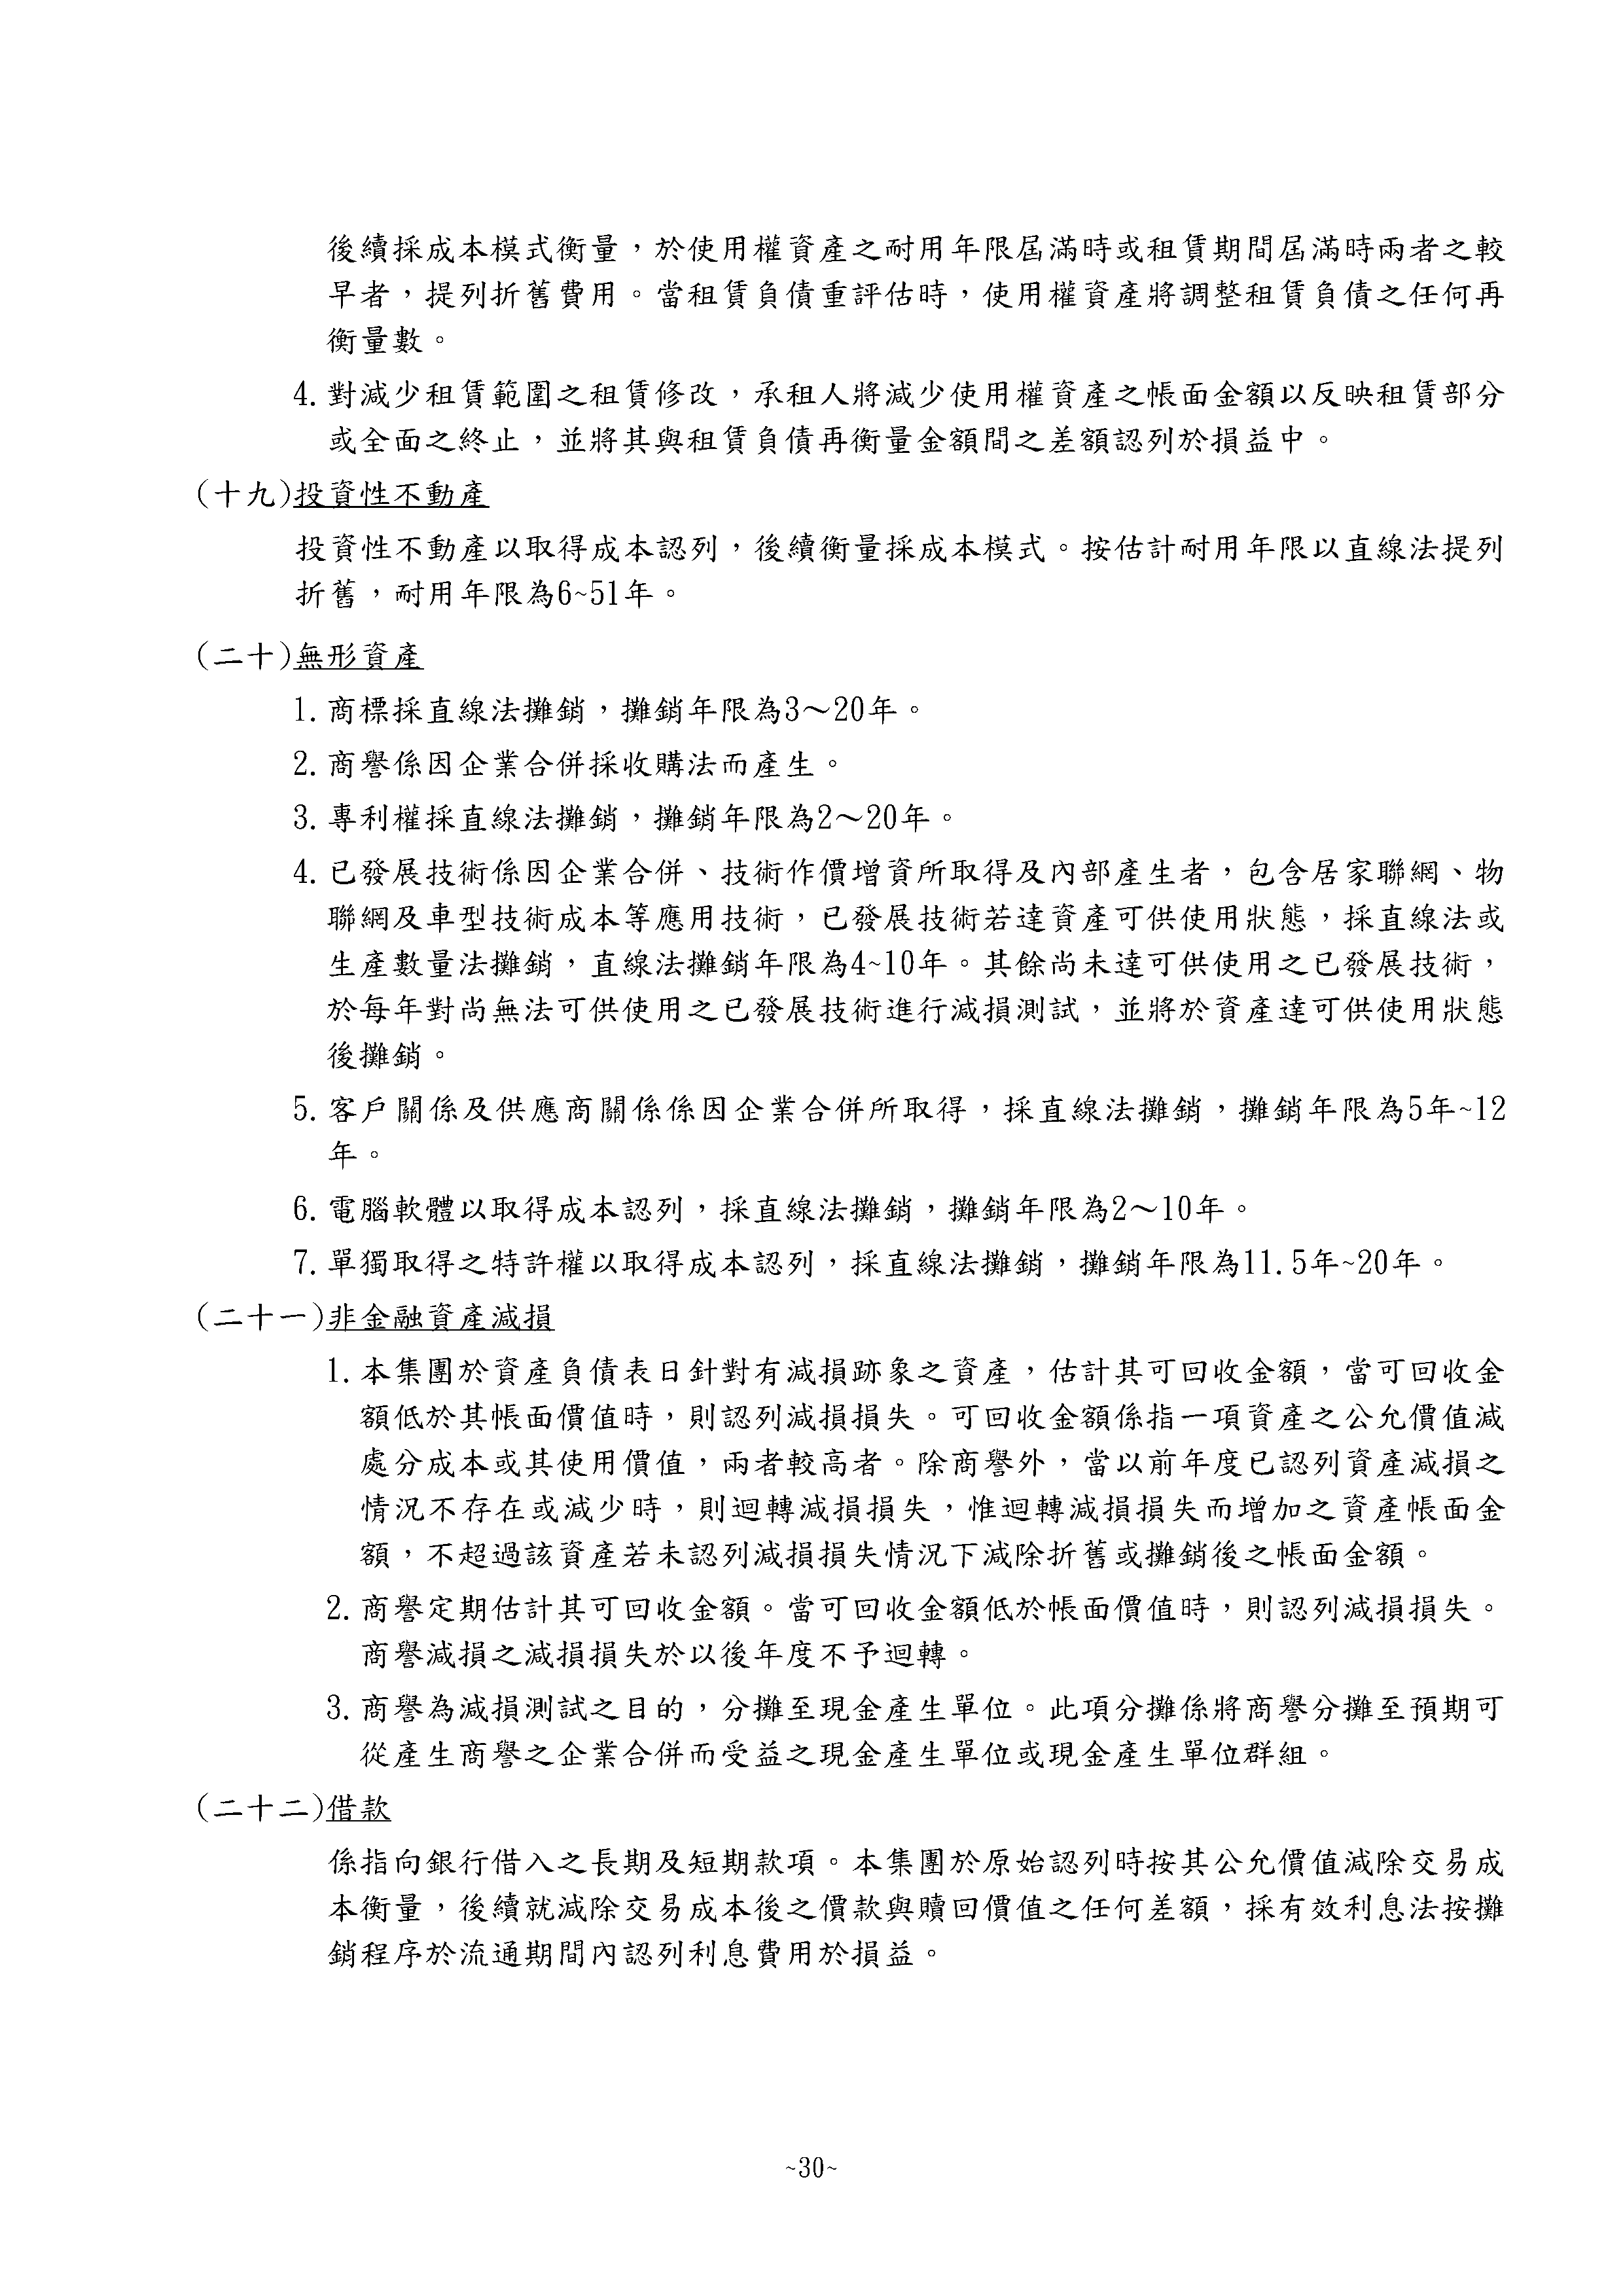 後續採成本模式衡量，於使用權資產之耐用年限屆滿時或租賃期間屆滿時兩者之較
早者，提列折舊費用。當租賃負債重評估時，使用權資產將調整租賃負債之任何再
衡量數。
4. 對減少租賃範圍之租賃修改，承租人將減少使用權資產之帳面金額以反映租賃部分
或全面之終止，並將其與租賃負債再衡量金額間之差額認列於損益中。
(十九)投資性不動產
投資性不動產以取得成本認列，後續衡量採成本模式。按估計耐用年限以直線法提列
折舊，耐用年限為6~51年。
(二十)無形資產
1. 商標採直線法攤銷，攤銷年限為3～20年。
2. 商譽係因企業合併採收購法而產生。
3. 專利權採直線法攤銷，攤銷年限為2～20年。
4. 已發展技術係因企業合併、技術作價增資所取得及內部產生者，包含居家聯網、物
聯網及車型技術成本等應用技術，已發展技術若達資產可供使用狀態，採直線法或
生產數量法攤銷，直線法攤銷年限為4~10年。其餘尚未達可供使用之已發展技術，
於每年對尚無法可供使用之已發展技術進行減損測試，並將於資產達可供使用狀態
後攤銷。
5. 客戶關係及供應商關係係因企業合併所取得，採直線法攤銷，攤銷年限為5年~12
年。
6. 電腦軟體以取得成本認列，採直線法攤銷，攤銷年限為2～10年。
7. 單獨取得之特許權以取得成本認列，採直線法攤銷，攤銷年限為11.5年~20年。
(二十一)非金融資產減損
1. 本集團於資產負債表日針對有減損跡象之資產，估計其可回收金額，當可回收金
額低於其帳面價值時，則認列減損損失。可回收金額係指一項資產之公允價值減
處分成本或其使用價值，兩者較高者。除商譽外，當以前年度已認列資產減損之
情況不存在或減少時，則迴轉減損損失，惟迴轉減損損失而增加之資產帳面金
額，不超過該資產若未認列減損損失情況下減除折舊或攤銷後之帳面金額。
2. 商譽定期估計其可回收金額。當可回收金額低於帳面價值時，則認列減損損失。
商譽減損之減損損失於以後年度不予迴轉。
3. 商譽為減損測試之目的，分攤至現金產生單位。此項分攤係將商譽分攤至預期可
從產生商譽之企業合併而受益之現金產生單位或現金產生單位群組。
(二十二)借款
係指向銀行借入之長期及短期款項。本集團於原始認列時按其公允價值減除交易成
本衡量，後續就減除交易成本後之價款與贖回價值之任何差額，採有效利息法按攤
銷程序於流通期間內認列利息費用於損益。
~30~